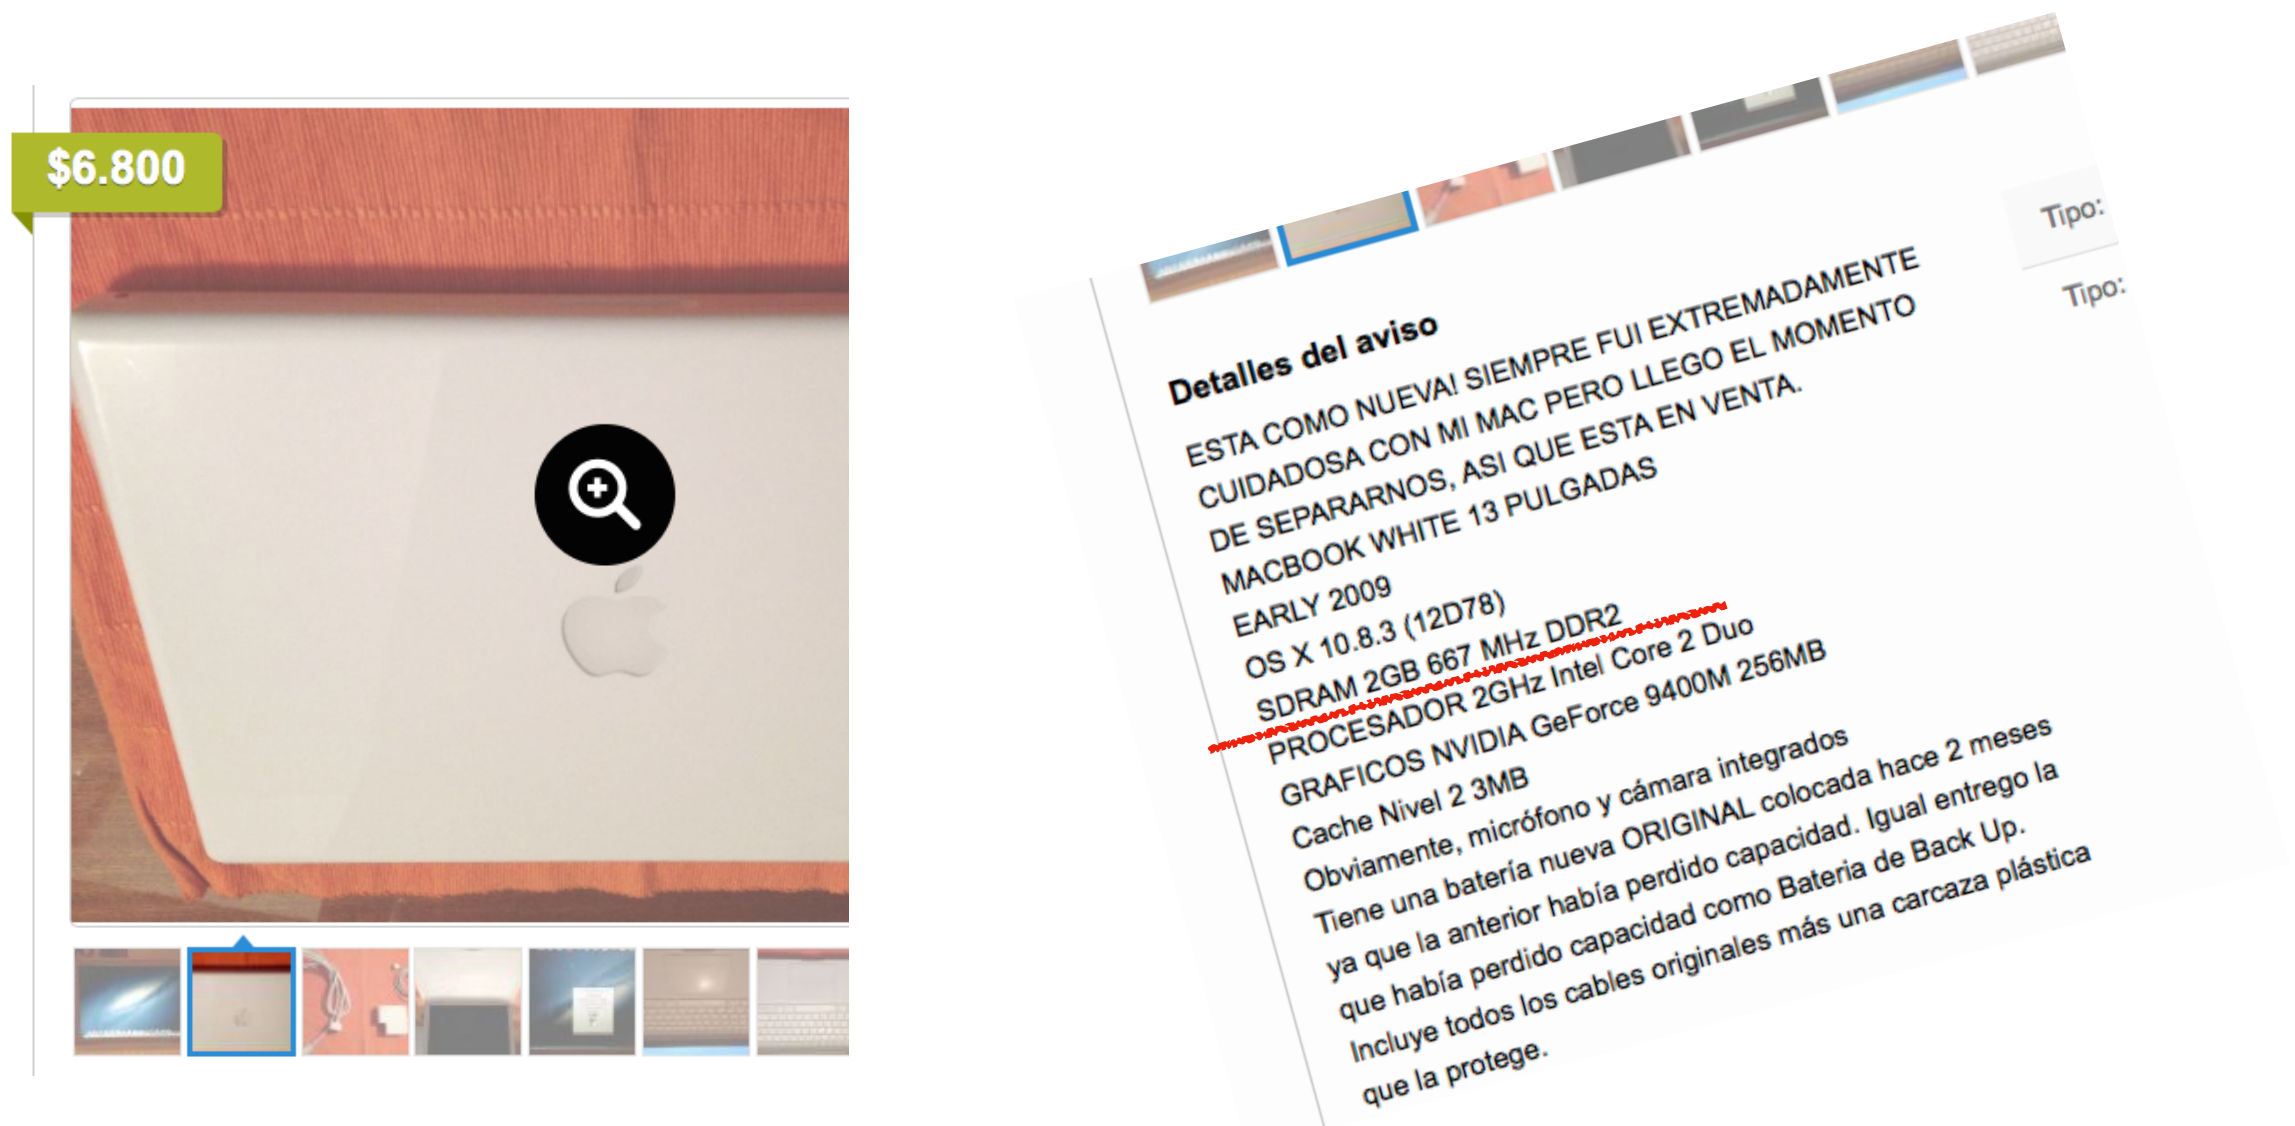 $6.800
Tipo:
Tipo:
Detalles del aviso
ESTA COMO NUEVA! SIEMPRE FUI EXTREMADAMENTE
CUIDADOSA CON MI MAC PERO LLEGO EL MOMENTO
DE SEPARARNOS, ASI QUE ESTA EN VENTA.
MACBOOK WHITE 13 PULGADAS
EARLY 2009
OS X 10.8.3 (12D78)
SDRAM 2GB 667 MHz DDR2
PROCESADOR 2GHz Intel Core 2 Duo
GRAFICOS NVIDIA GeForce 9400M 256MB
Cache Nivel 2 3MB
Obviamente, micrófono y cámara integrados
Tiene una batería nueva ORIGINAL colocada hace 2 meses
ya que la anterior había perdido capacidad. Igual entrego la
que había perdido capacidad como Bateria de Back Up.
Incluye todos los cables originales más una carcaza plástica
que la protege.